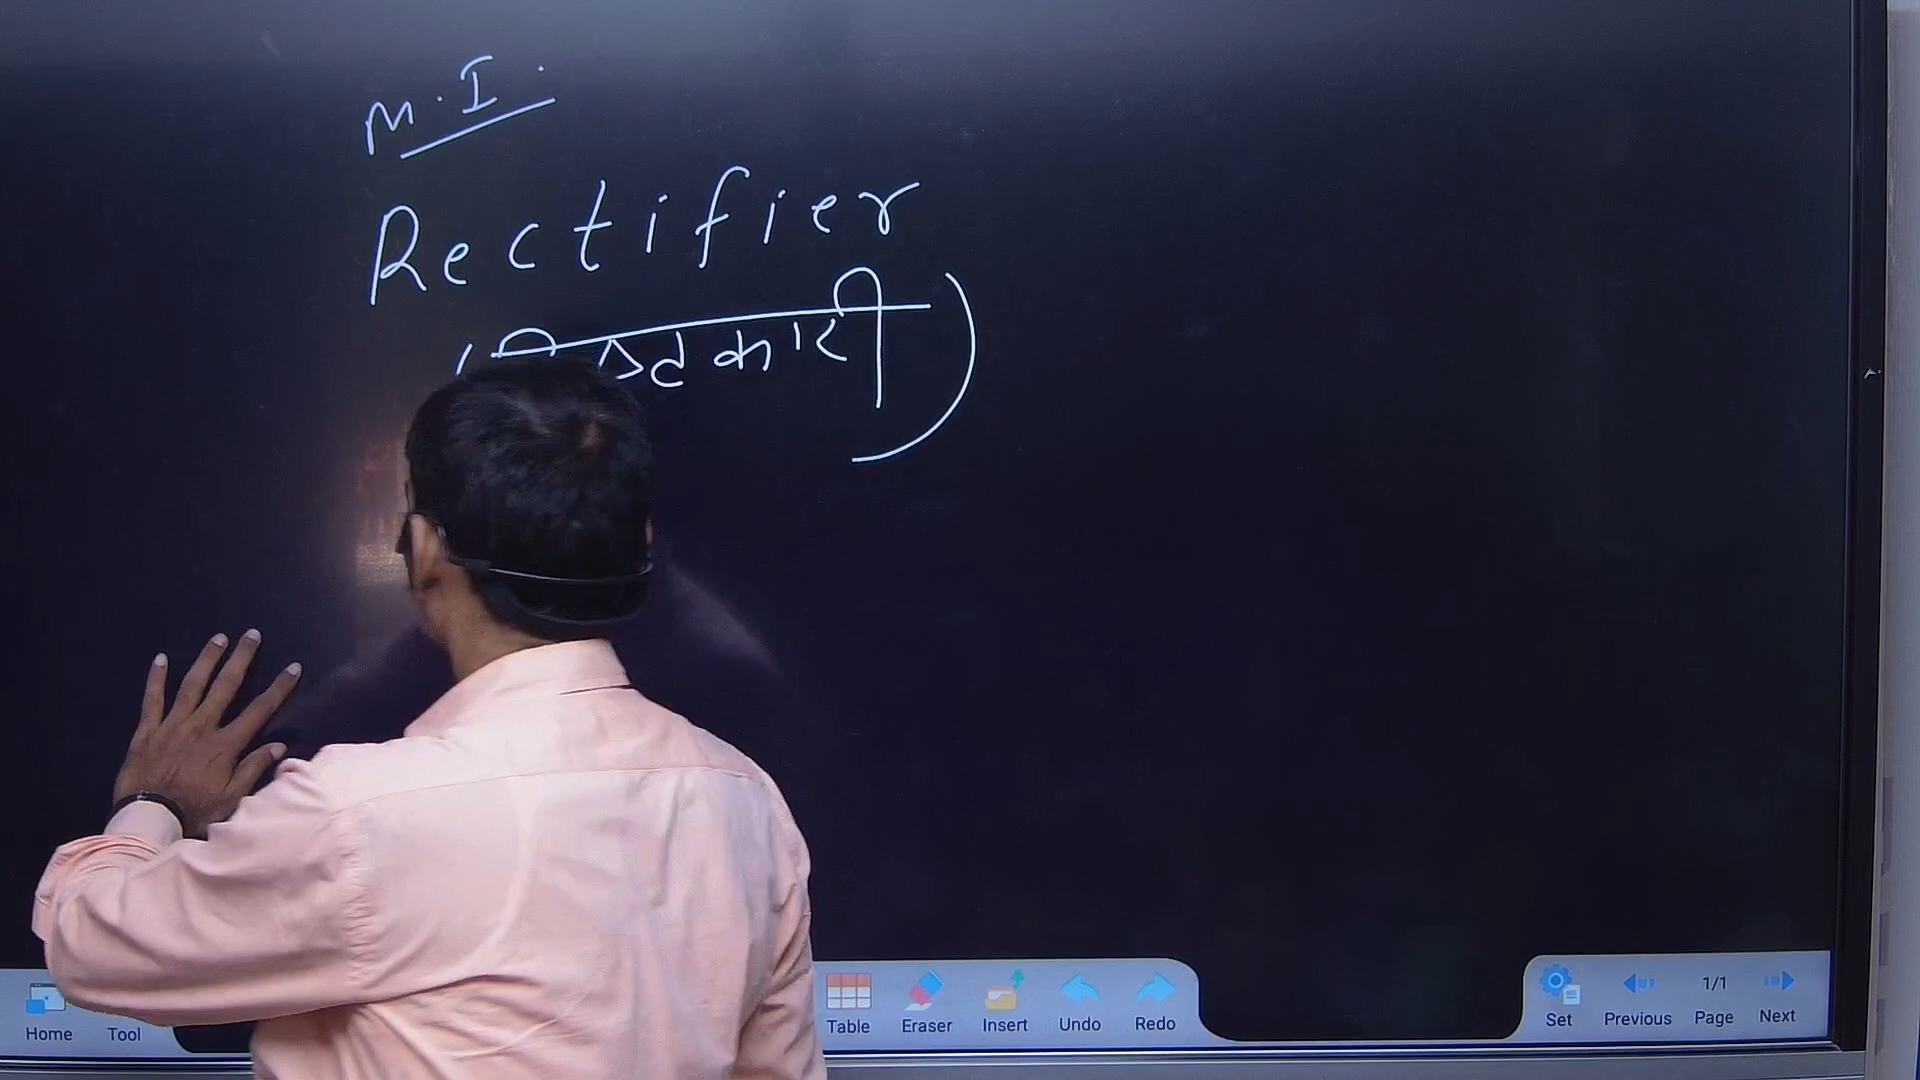 M.I.
Rectifier
Home Tool Table Eraser Insert Undo Redo Set Previous 1/1 Page Next